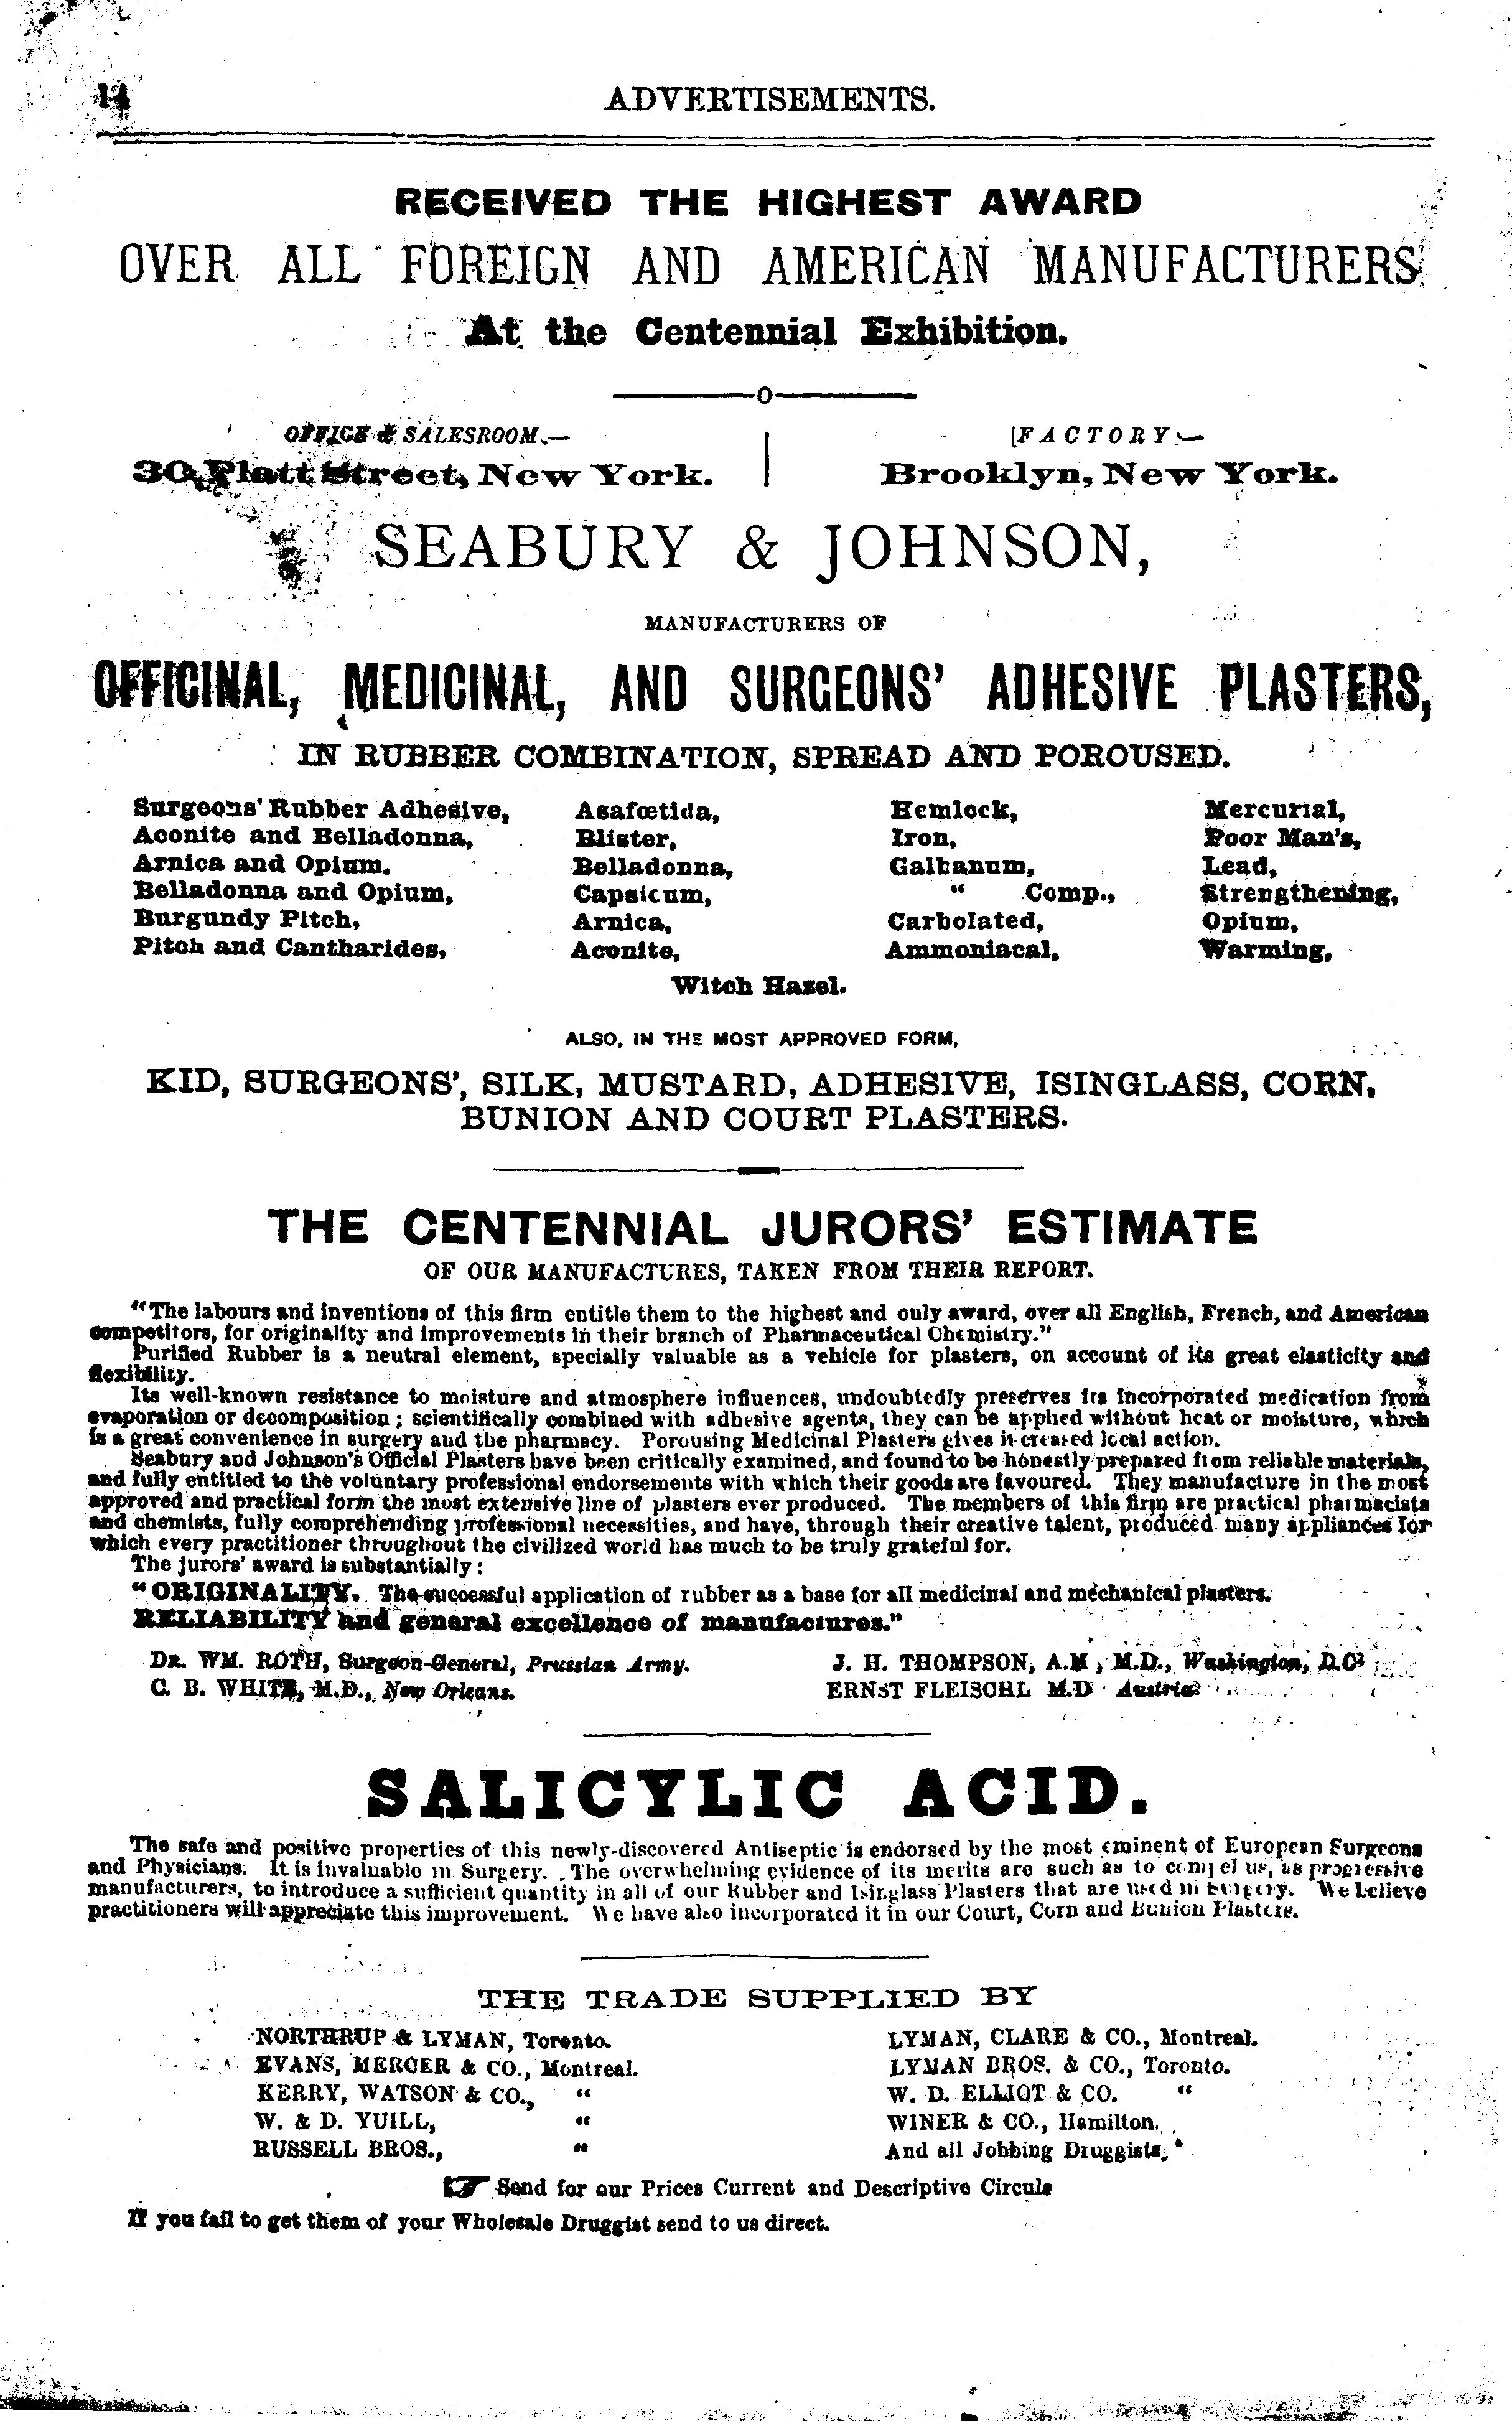 14 ADVERTISEMENTS.
RECEIVED THE HIGHEST AWARD
OVER ALL FOREIGN AND AMERICAN MANUFACTURERS
At the Centennial Exhibition.
OFFICE & SALESROOM.— [FACTORY:—
30 Platt Street, New York. Brooklyn, New York.
SEABURY & JOHNSON,
MANUFACTURERS OF
OFFICINAL, MEDICINAL, AND SURGEONS' ADHESIVE PLASTERS,
IN RUBBER COMBINATION, SPREAD AND POROUSED.
Surgeons' Rubber Adhesive, Asafœtida, Hemlock, Mercurial,
Aconite and Belladonna, Blister, Iron, Poor Man's,
Arnica and Opium, Belladonna, Galbanum, Lead,
Belladonna and Opium, Capsicum, " Comp., Strengthening,
Burgundy Pitch, Arnica, Carbolated, Opium,
Pitch and Cantharides, Aconite, Ammoniacal, Warming,
Witch Hazel.
ALSO, IN THE MOST APPROVED FORM,
KID, SURGEONS', SILK, MUSTARD, ADHESIVE, ISINGLASS, CORN,
BUNION AND COURT PLASTERS.
THE CENTENNIAL JURORS' ESTIMATE
OF OUR MANUFACTURES, TAKEN FROM THEIR REPORT.
"The labours and inventions of this firm entitle them to the highest and only award, over all English, French, and American
competitors, for originality and improvements in their branch of Pharmaceutical Chemistry."
Purified Rubber is a neutral element, specially valuable as a vehicle for plasters, on account of its great elasticity and
flexibility.
Its well-known resistance to moisture and atmosphere influences, undoubtedly preserves its incorporated medication from
evaporation or decomposition; scientifically combined with adhesive agents, they can be applied without heat or moisture, which
is a great convenience in surgery and the pharmacy. Porousing Medicinal Plasters gives increased local action.
Seabury and Johnson's Official Plasters have been critically examined, and found to be honestly prepared from reliable materials,
and fully entitled to the voluntary professional endorsements with which their goods are favoured. They manufacture in the most
approved and practical form the most extensive line of plasters ever produced. The members of this firm are practical pharmacists
and chemists, fully comprehending professional necessities, and have, through their creative talent, produced many appliances for
which every practitioner throughout the civilized world has much to be truly grateful for.
The jurors' award is substantially:
"ORIGINALITY. The successful application of rubber as a base for all medicinal and mechanical plasters.
RELIABILITY and general excellence of manufactures."
DR. WM. ROTH, Surgeon-General, Prussian Army. J. H. THOMPSON, A.M., M.D., Washington, D.C.
C. B. WHITE, M.D., New Orleans. ERNST FLEISCHL M.D Austria
SALICYLIC ACID.
The safe and positive properties of this newly-discovered Antiseptic is endorsed by the most eminent of European Surgeons
and Physicians. It is invaluable in Surgery. The overwhelming evidence of its merits are such as to compel us, as progressive
manufacturers, to introduce a sufficient quantity in all of our Rubber and Isinglass Plasters that are used in surgery. We believe
practitioners will appreciate this improvement. We have also incorporated it in our Court, Corn and Bunion Plasters.
THE TRADE SUPPLIED BY
NORTHRUP & LYMAN, Toronto. LYMAN, CLARE & CO., Montreal.
EVANS, MERCER & CO., Montreal. LYMAN BROS. & CO., Toronto.
KERRY, WATSON & CO., " W. D. ELLIOT & CO. "
W. & D. YUILL, " WINER & CO., Hamilton,
RUSSELL BROS., " And all Jobbing Druggists.
☞ Send for our Prices Current and Descriptive Circula
If you fail to get them of your Wholesale Druggist send to us direct.